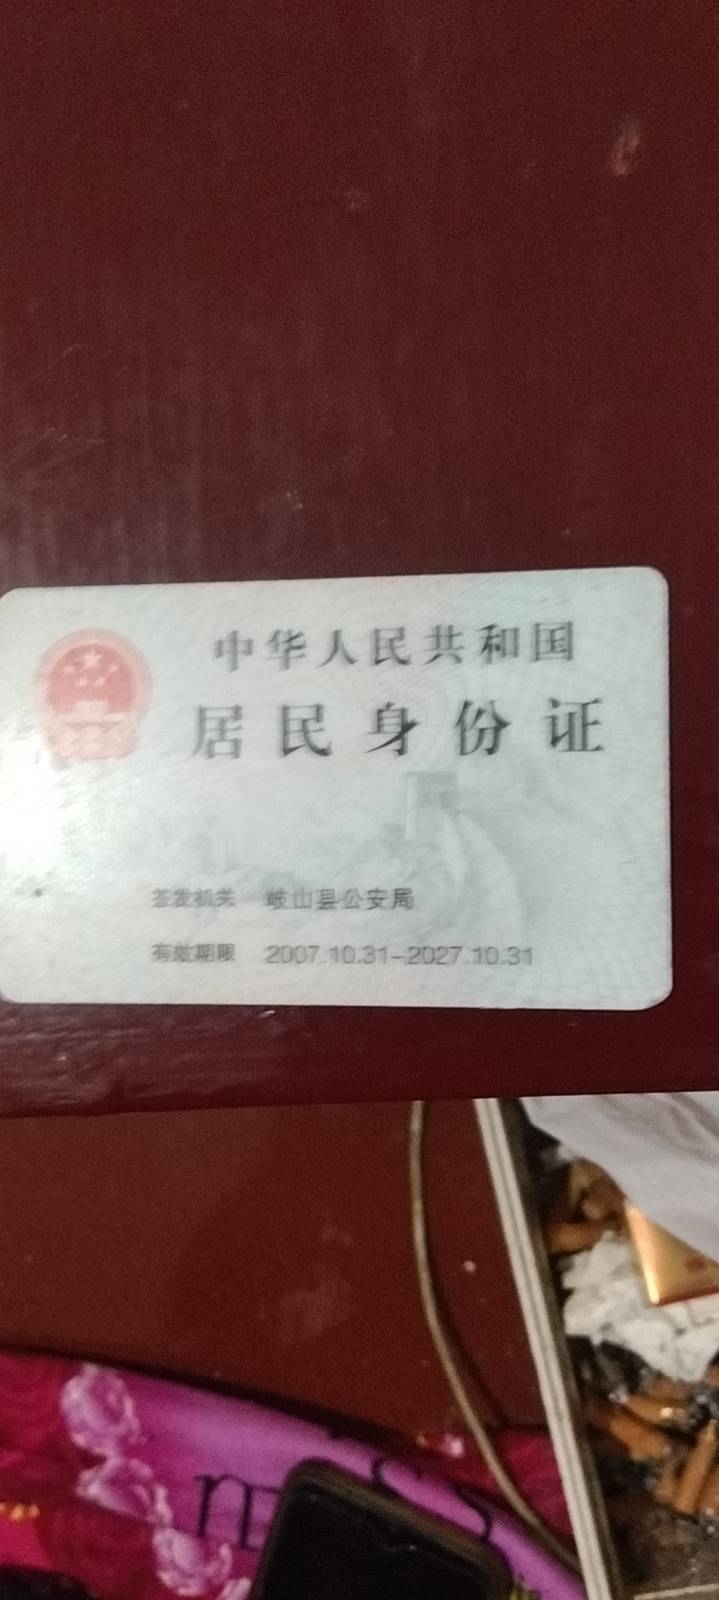 中华人民共和国
居民身份证
签发机关 岐山县公安局
有效期限 2007.10.31-2027.10.31